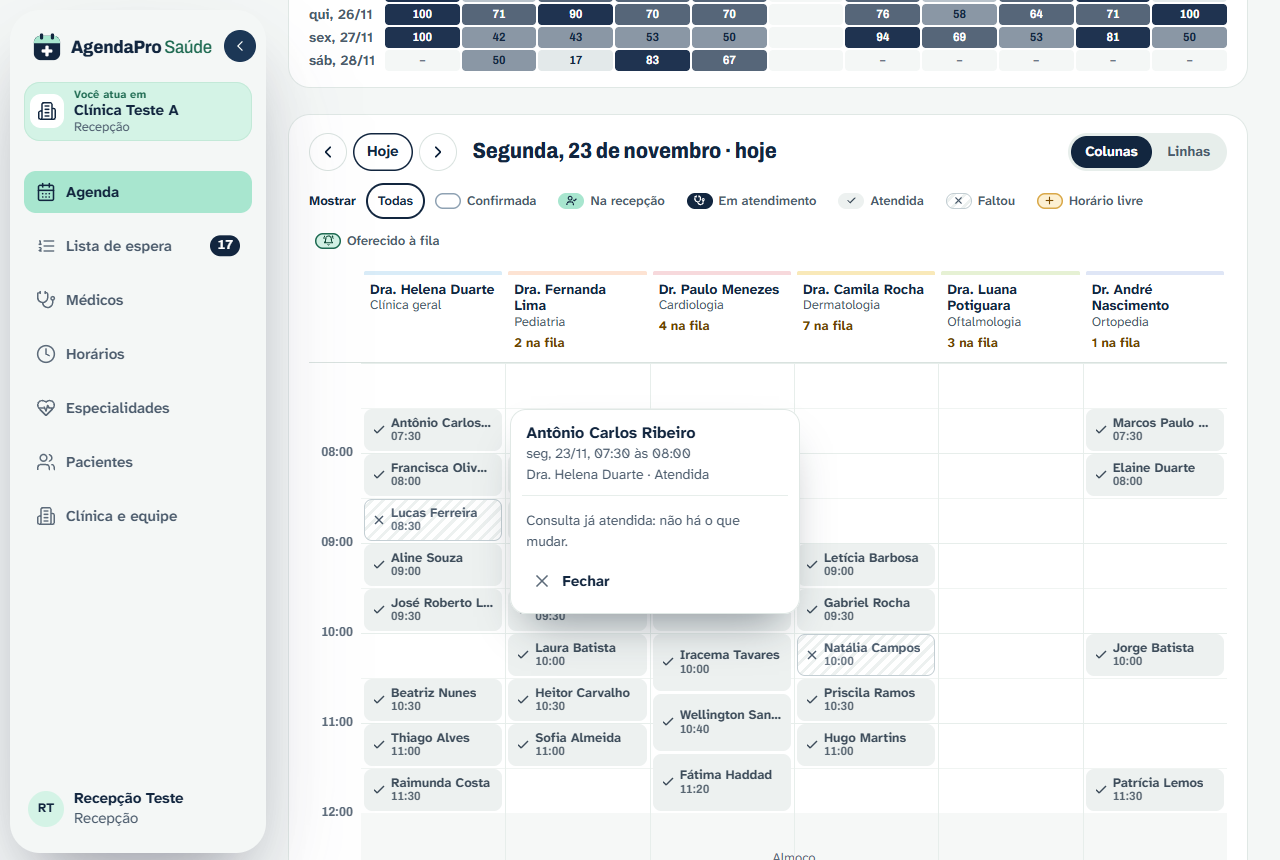 AgendaPro Saúde
Você atua em
Clínica Teste A
Recepção
Agenda
Lista de espera 17
Médicos
Horários
Especialidades
Pacientes
Clínica e equipe
RT
Recepção Teste
Recepção
qui, 26/11 100 71 90 70 70 76 58 64 71 100
sex, 27/11 100 42 43 53 50 94 69 53 81 50
sáb, 28/11 – 50 17 83 67 – – – – –
Hoje Segunda, 23 de novembro · hoje Colunas Linhas
Mostrar Todas Confirmada Na recepção Em atendimento Atendida Faltou Horário livre
Oferecido à fila
Dra. Helena Duarte
Clínica geral
Dra. Fernanda
Lima
Pediatria
2 na fila
Dr. Paulo Menezes
Cardiologia
4 na fila
Dra. Camila Rocha
Dermatologia
7 na fila
Dra. Luana
Potiguara
Oftalmologia
3 na fila
Dr. André
Nascimento
Ortopedia
1 na fila
08:00
09:00
10:00
11:00
12:00
Antônio Carlos...
07:30
Francisca Oliv...
08:00
Lucas Ferreira
08:30
Aline Souza
09:00
José Roberto L...
09:30
Beatriz Nunes
10:30
Thiago Alves
11:00
Raimunda Costa
11:30
Antônio Carlos Ribeiro
seg, 23/11, 07:30 às 08:00
Dra. Helena Duarte · Atendida
Consulta já atendida: não há o que
mudar.
Fechar
09:30
Laura Batista
10:00
Heitor Carvalho
10:30
Sofia Almeida
11:00
Iracema Tavares
10:00
Wellington San...
10:40
Fátima Haddad
11:20
Letícia Barbosa
09:00
Gabriel Rocha
09:30
Natália Campos
10:00
Priscila Ramos
10:30
Hugo Martins
11:00
Marcos Paulo ...
07:30
Elaine Duarte
08:00
Jorge Batista
10:00
Patrícia Lemos
11:30
Almoço